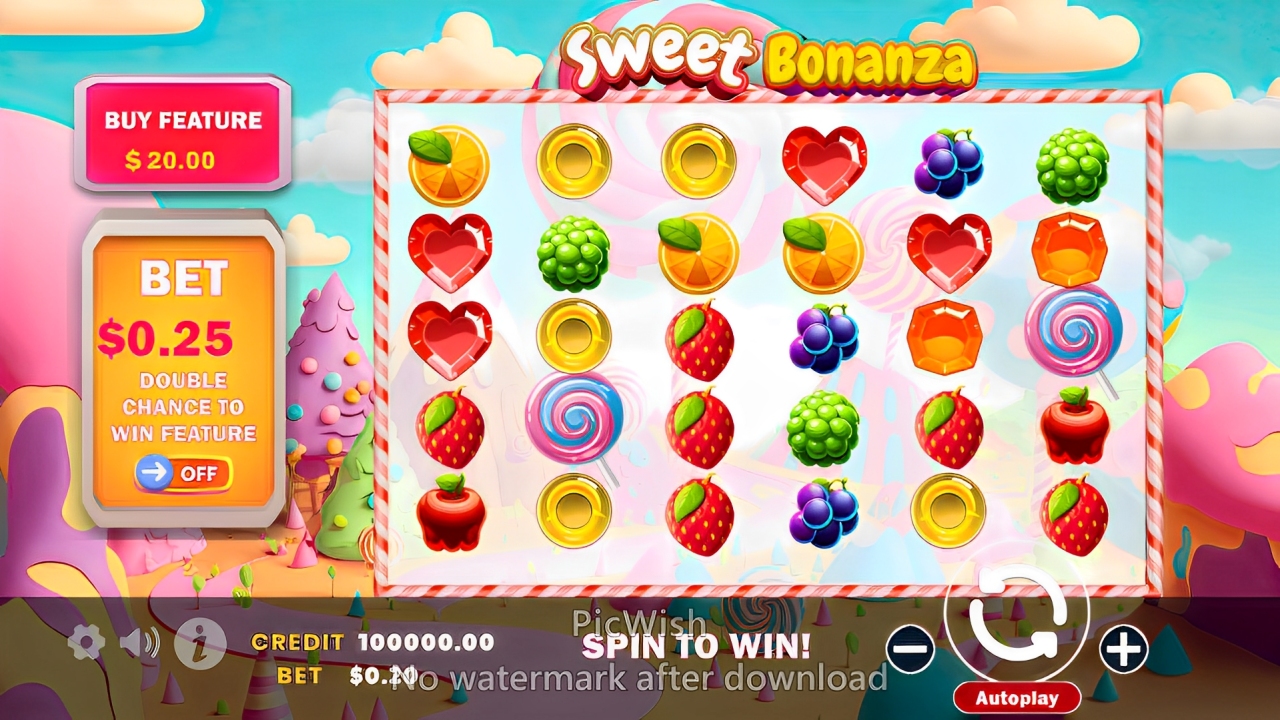 Sweet Bonanza
BUY FEATURE
$ 20.00
BET
$0.25
DOUBLE
CHANCE TO
WIN FEATURE
OFF
PicWish
CREDIT 100000.00
SPIN TO WIN!
BET $0.20
No watermark after download
Autoplay